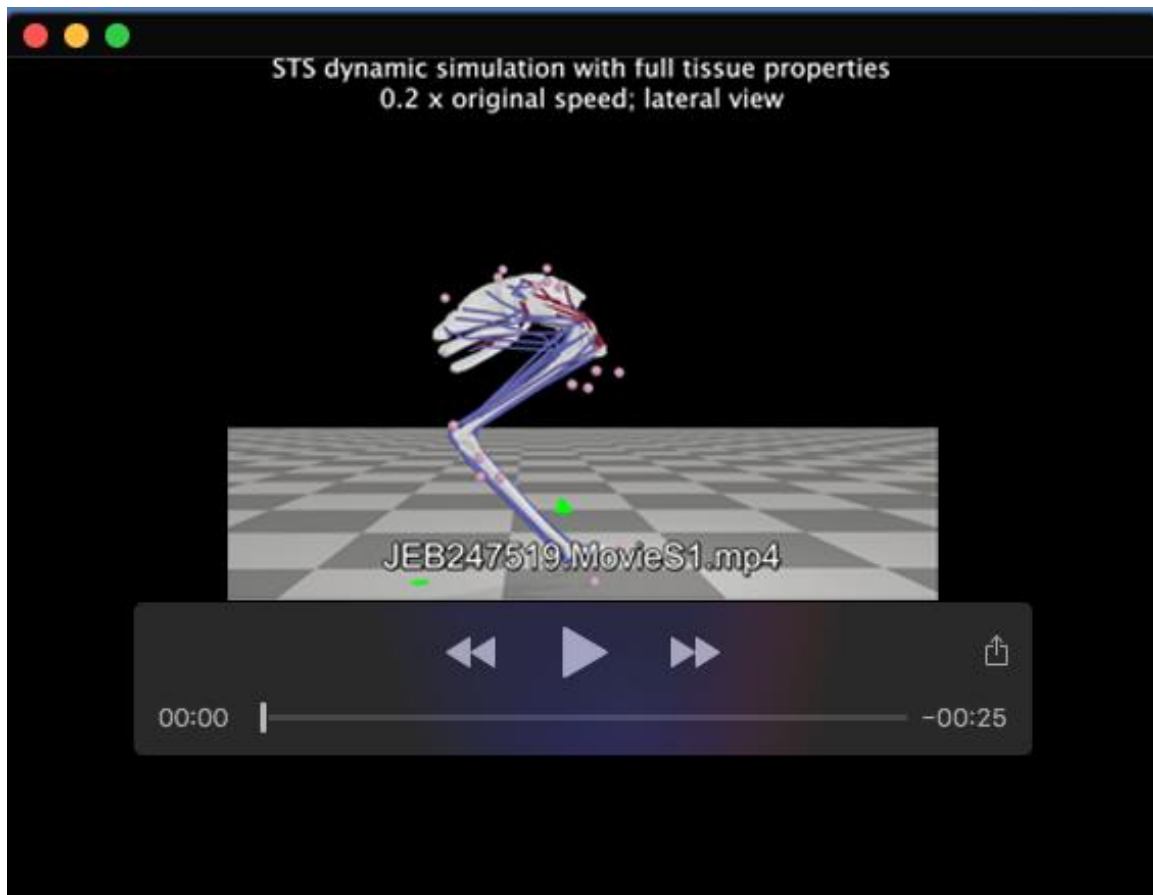 STS dynamic simulation with full tissue properties
0.2 x original speed; lateral view
JEB247519.MovieS1.mp4
00:00
-00:25